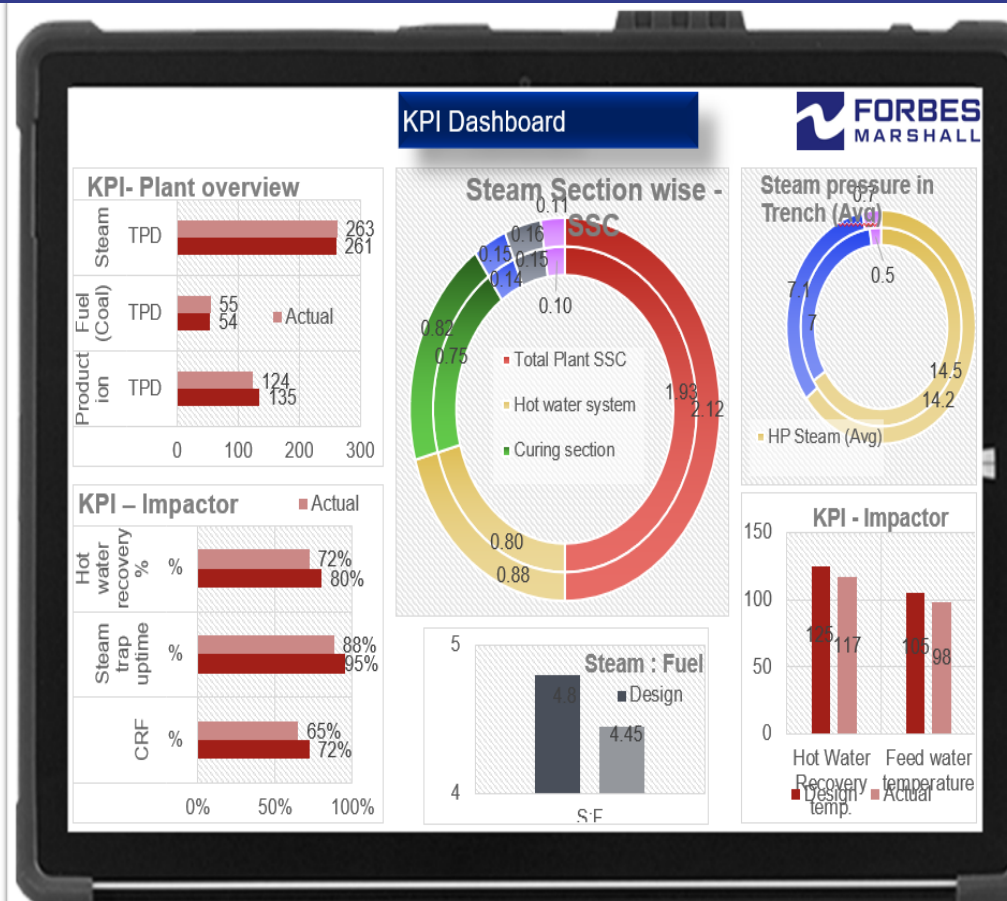 KPI Dashboard
FORBES
MARSHALL
KPI- Plant overview
Steam
TPD
263
261
Fuel
(Coal)
TPD
55
54
Actual
Product
ion
TPD
124
135
0 100 200 300
KPI – Impactor
Actual
Hot
water
recovery
%
%
72%
80%
Steam
trap
uptime
%
88%
95%
CRF
%
65%
72%
0% 50% 100%
Steam Section wise -
SSC
0.11
0.16
0.15
0.15
0.14
0.10
0.82
0.75
Total Plant SSC
Hot water system
Curing section
1.93
2.12
0.80
0.88
5
Steam : Fuel
Design
4.8
4.45
4
S:F
Steam pressure in
Trench (Avg)
0.7
0.5
7.1
7
14.5
14.2
HP Steam (Avg)
KPI - Impactor
150
100
50
0
125
117
105
98
Hot Water
Recovery
temp.
Feed water
temperature
Design
Actual